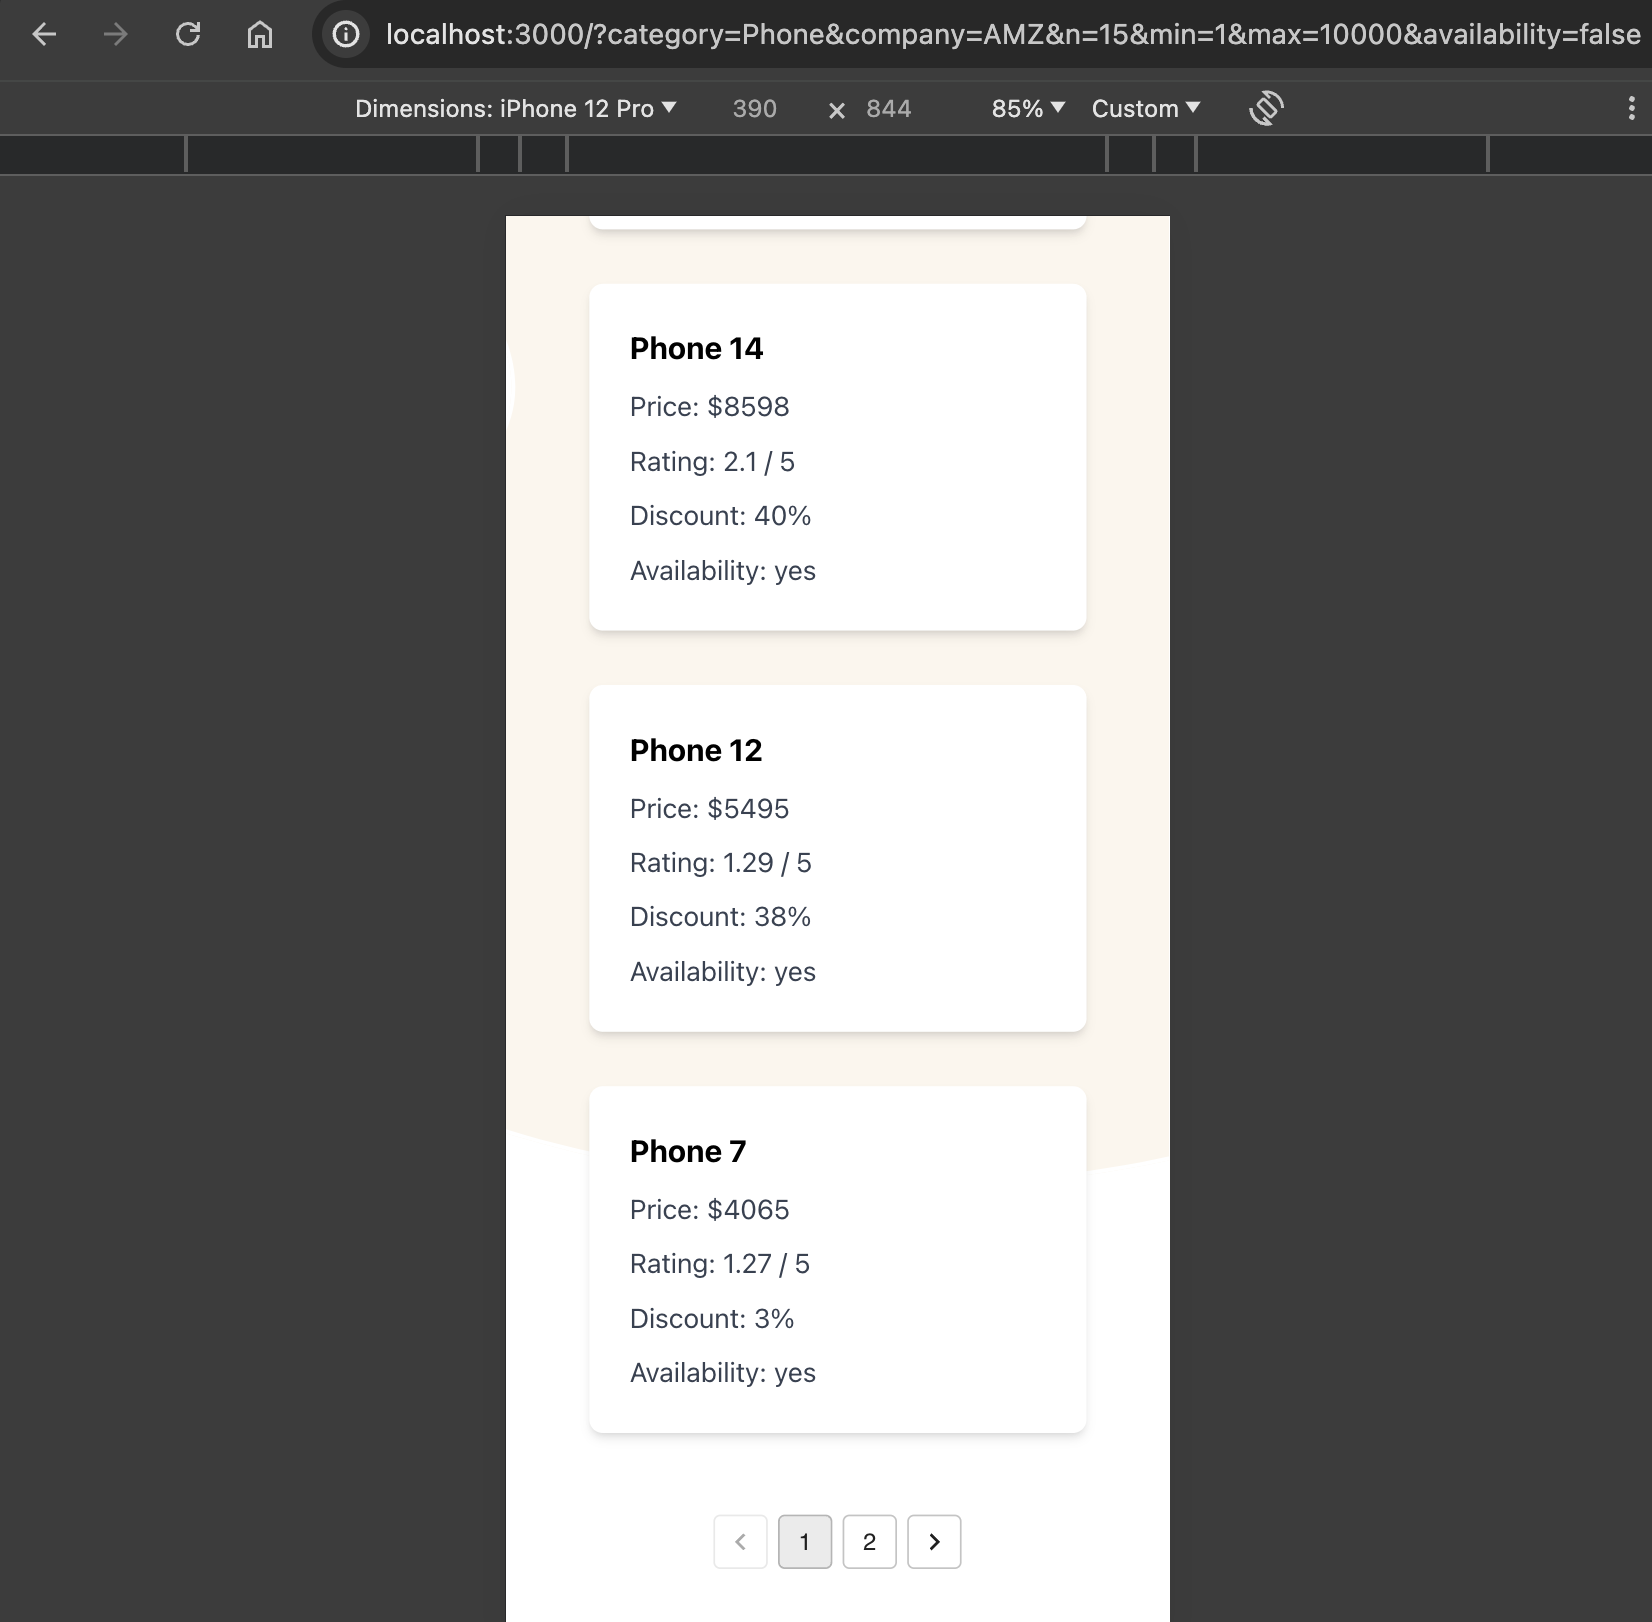 localhost:3000/?category=Phone&company=AMZ&n=15&min=1&max=10000&availability=false
Dimensions: iPhone 12 Pro 390 × 844 85% Custom
Phone 14
Price: $8598
Rating: 2.1 / 5
Discount: 40%
Availability: yes
Phone 12
Price: $5495
Rating: 1.29 / 5
Discount: 38%
Availability: yes
Phone 7
Price: $4065
Rating: 1.27 / 5
Discount: 3%
Availability: yes
1 2